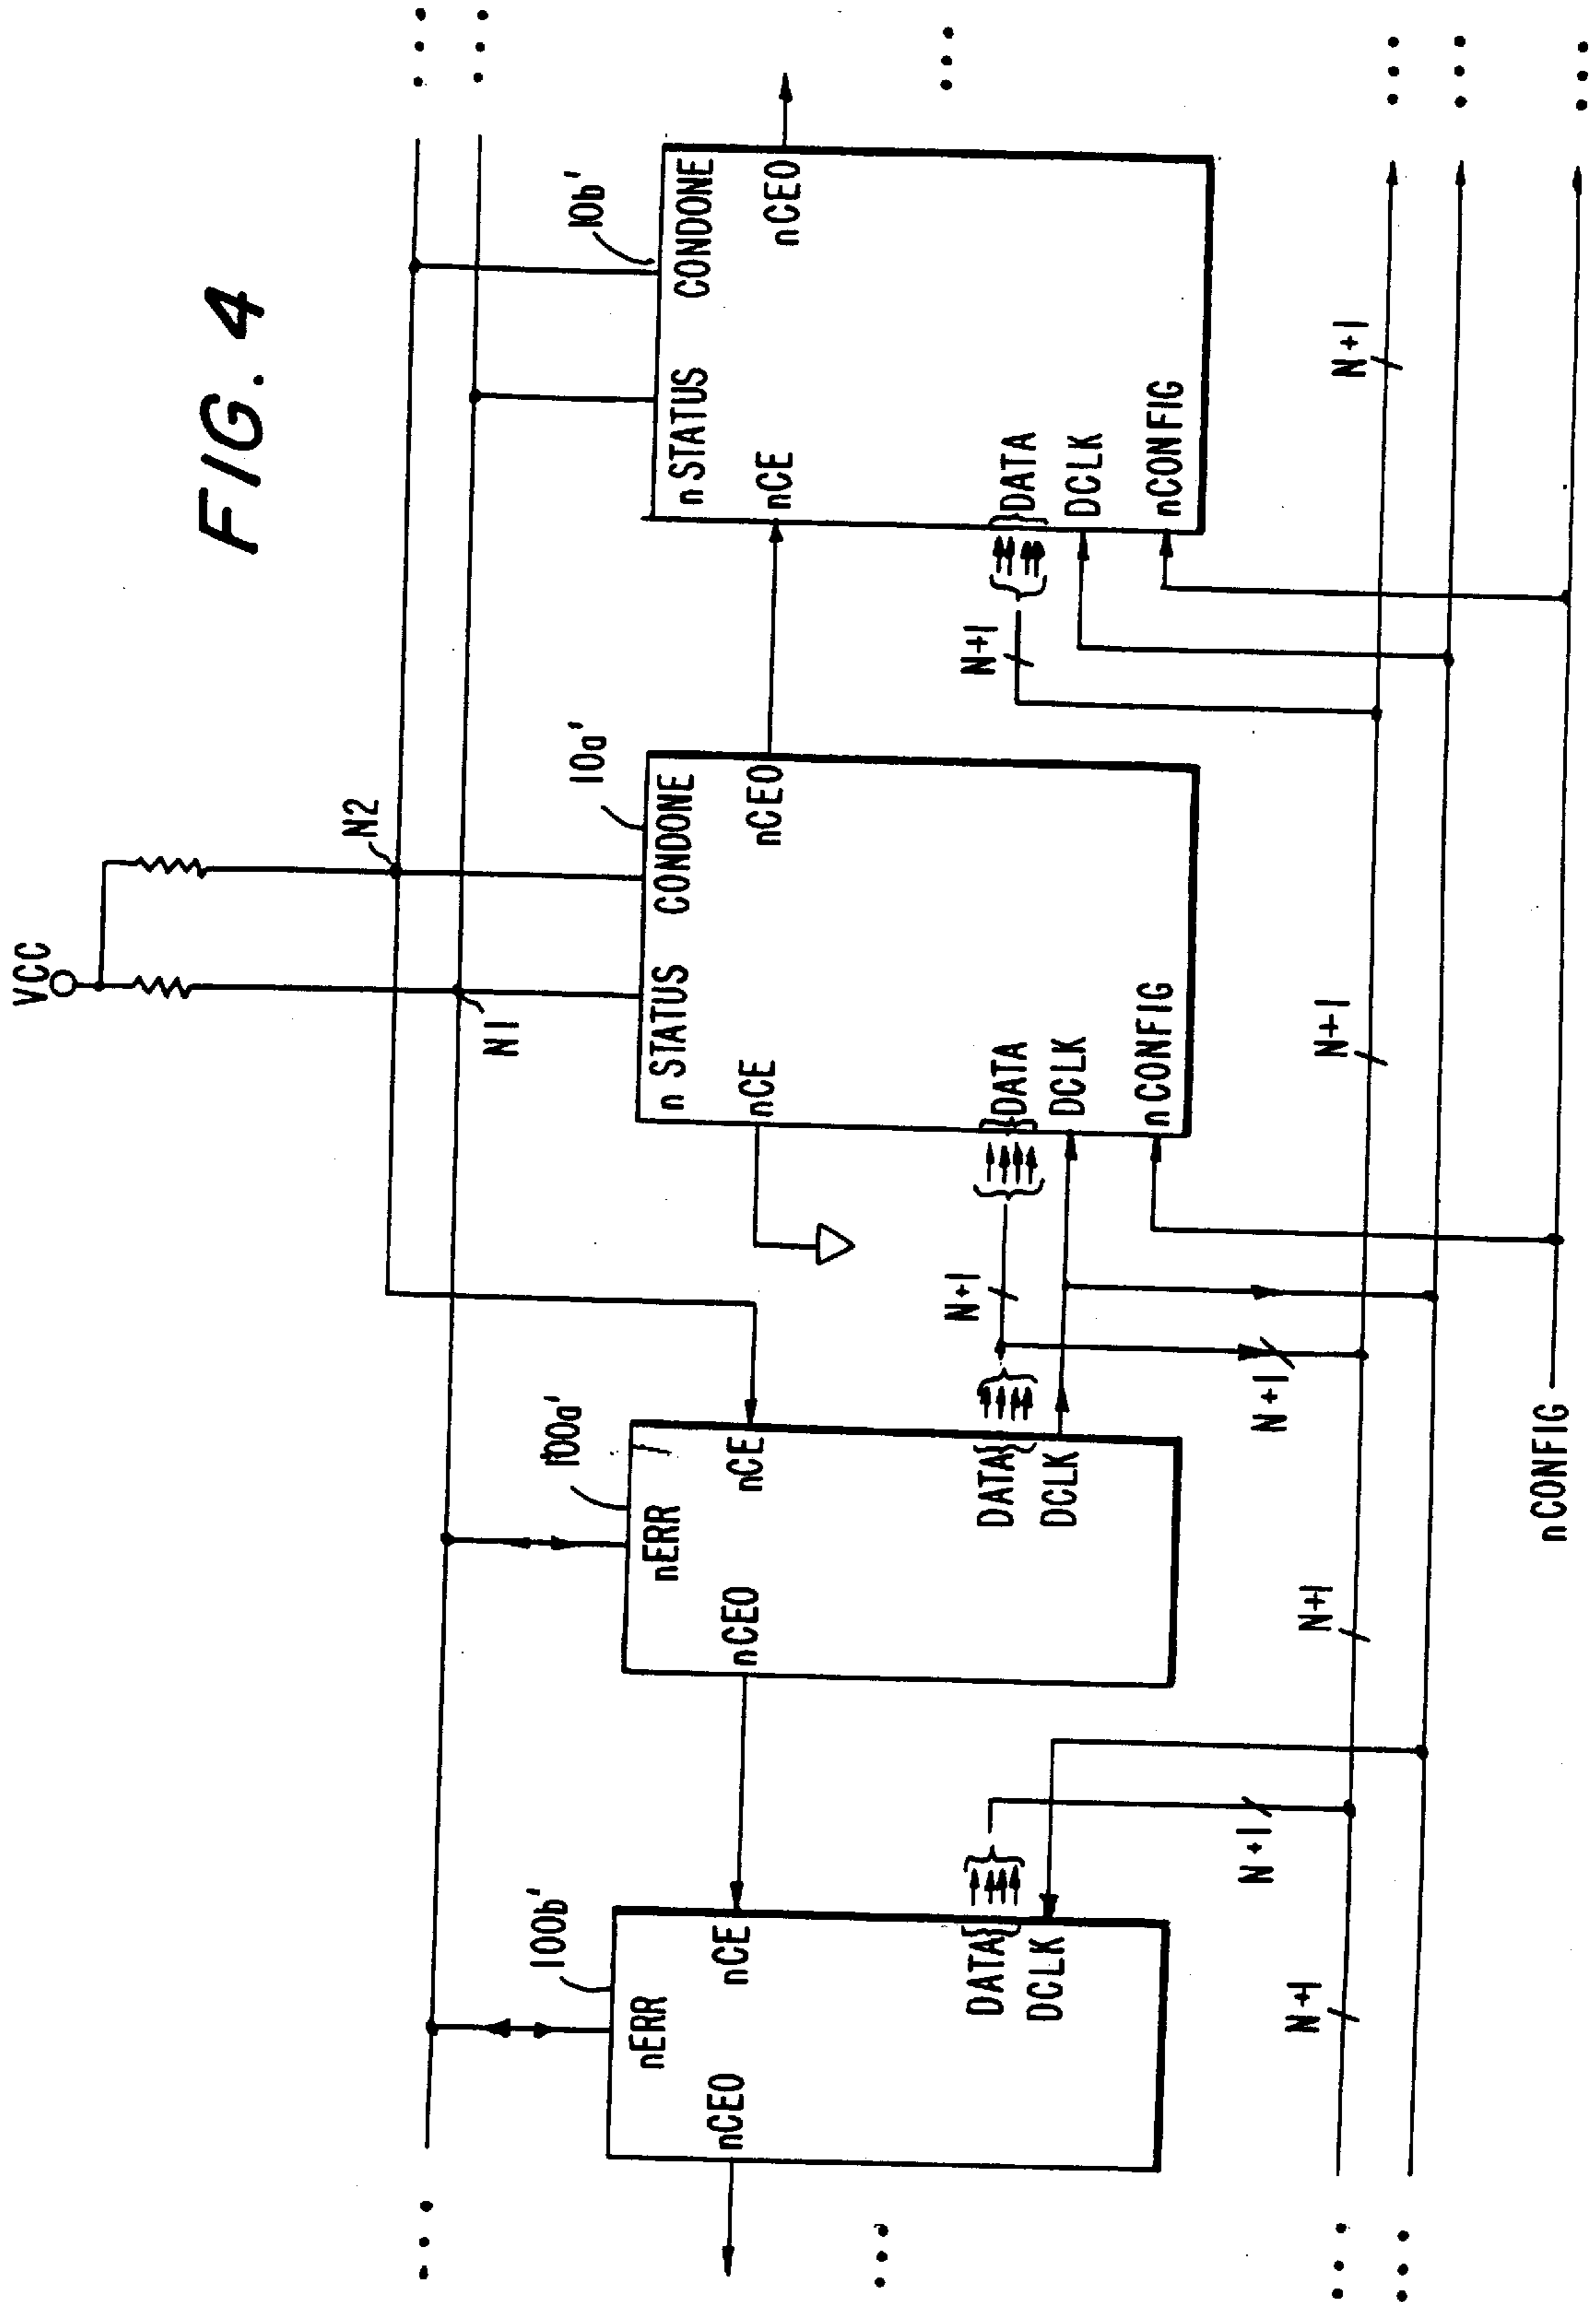 FIG. 4
VCC
N2
N1
100b'
100a'
10a'
10b'
nERR
nCE
nCEO
DATA
DCLK
nERR
nCE
nCEO
DATA
DCLK
n STATUS
CONDONE
nCE
nCEO
DATA
DCLK
nCONFIG
nSTATUS
CONDONE
nCE
nCEO
DATA
DCLK
nCONFIG
N+1
N+1
N+1
N+1
N+1
N+1
N+1
N+1
nCONFIG